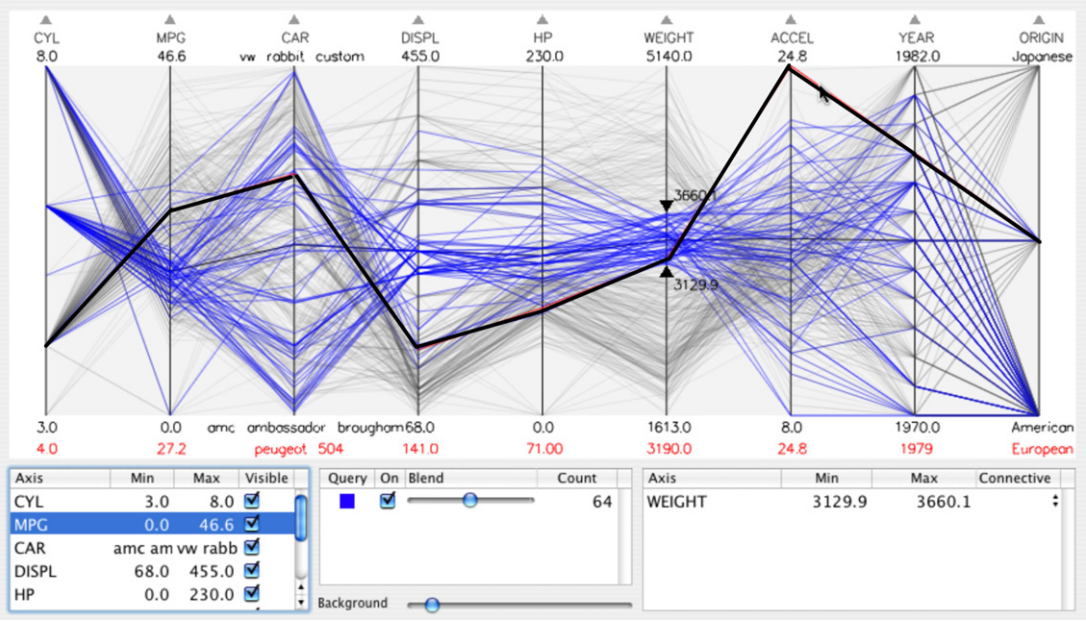 CYL MPG CAR DISPL HP WEIGHT ACCEL YEAR ORIGIN
8.0 46.6 vw rabbit custom 455.0 230.0 5140.0 24.8 1982.0 Japanese
3660.1
3129.9
3.0 0.0 amc ambassador brougham 68.0 0.0 1613.0 8.0 1970.0 American
4.0 27.2 peugeot 504 141.0 71.00 3190.0 24.8 1979 European
Axis Min Max Visible
CYL 3.0 8.0
MPG 0.0 46.6
CAR amc am vw rabb
DISPL 68.0 455.0
HP 0.0 230.0
Query On Blend Count
64
Background
Axis Min Max Connective
WEIGHT 3129.9 3660.1